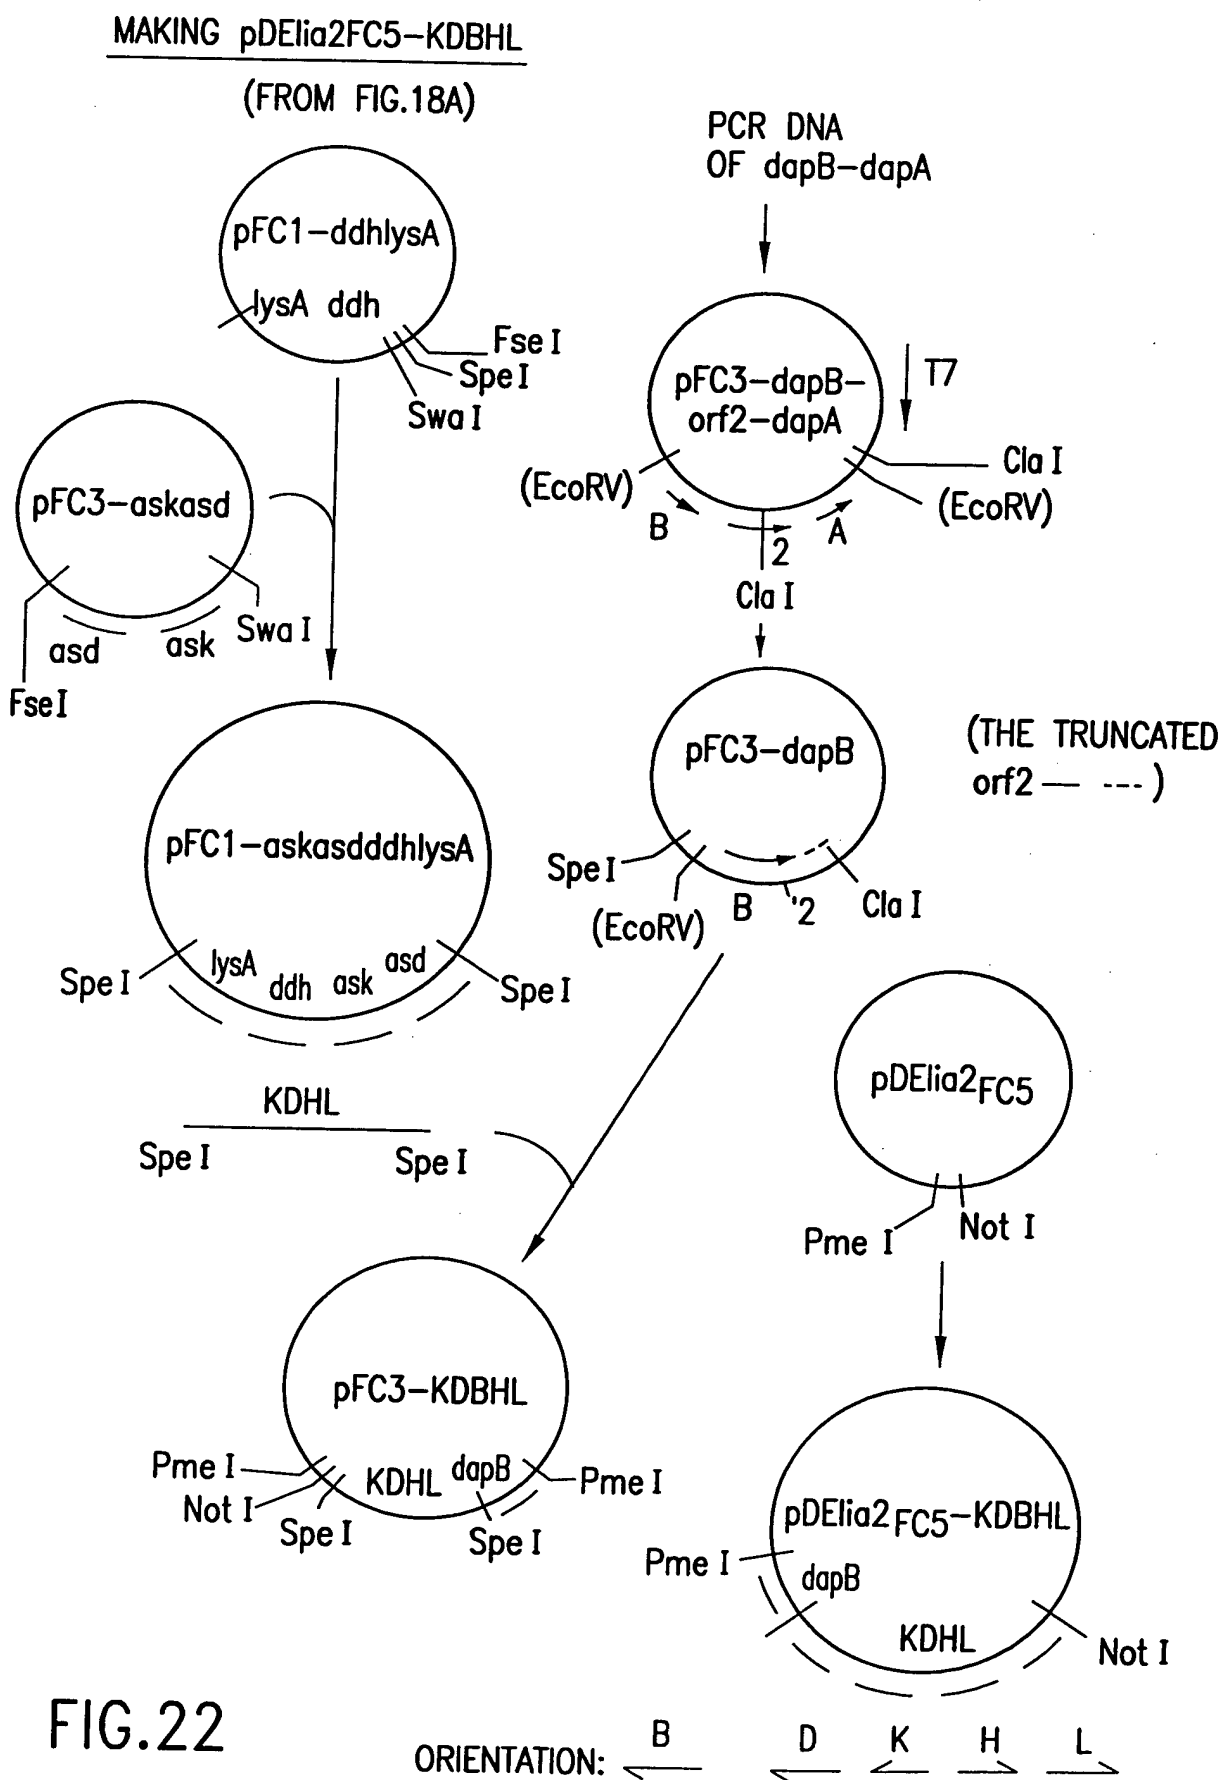 MAKING pDElia2FC5-KDBHL
(FROM FIG.18A)
pFC1-ddhlysA
lysA ddh
Fse I
Spe I
Swa I
pFC3-askasd
asd
ask
Swa I
Fse I
pFC1-askasdddhlysA
lysA
ddh
ask
asd
Spe I
Spe I
KDHL
Spe I
Spe I
PCR DNA
OF dapB-dapA
pFC3-dapB-
orf2-dapA
T7
Cla I
(EcoRV)
(EcoRV)
B
2
A
Cla I
pFC3-dapB
(THE TRUNCATED
orf2 — --- )
Spe I
(EcoRV)
B
'2
Cla I
pDElia2FC5
Pme I
Not I
pFC3-KDBHL
Pme I
Not I
Spe I
KDHL
dapB
Spe I
Pme I
pDElia2FC5-KDBHL
Pme I
dapB
KDHL
Not I
FIG.22
ORIENTATION: B D K H L